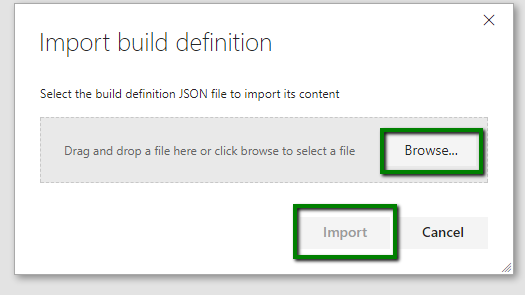 Import build definition
Select the build definition JSON file to import its content
Drag and drop a file here or click browse to select a file
Browse...
Import
Cancel